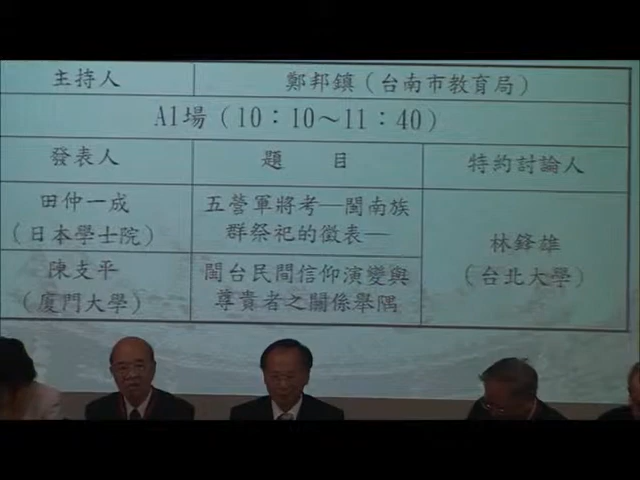 主持人 鄭邦鎮（台南市教育局）
A1場（10：10～11：40）
發表人 題目 特約討論人
田仲一成
（日本學士院）
五營軍將考—閩南族
群祭祀的徵表—
陳支平
（廈門大學）
閩台民間信仰演變與
尊貴者之關係舉隅
林鋒雄
（台北大學）